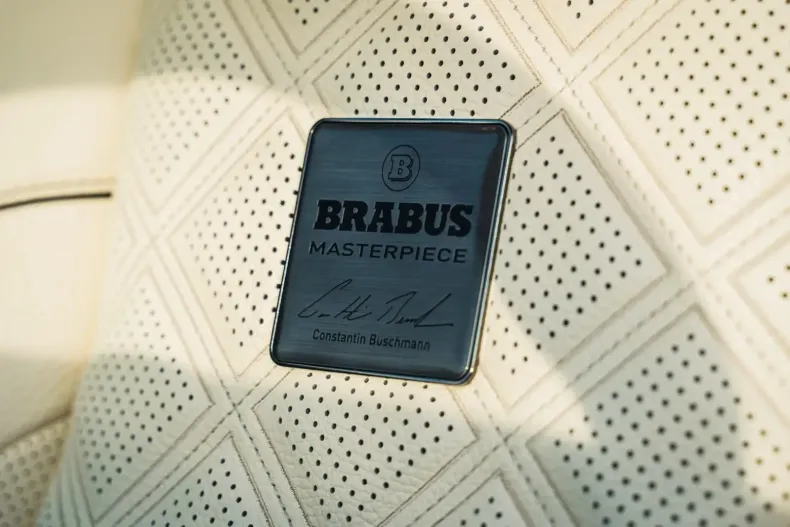 B
BRABUS
MASTERPIECE
Constantin Buschmann